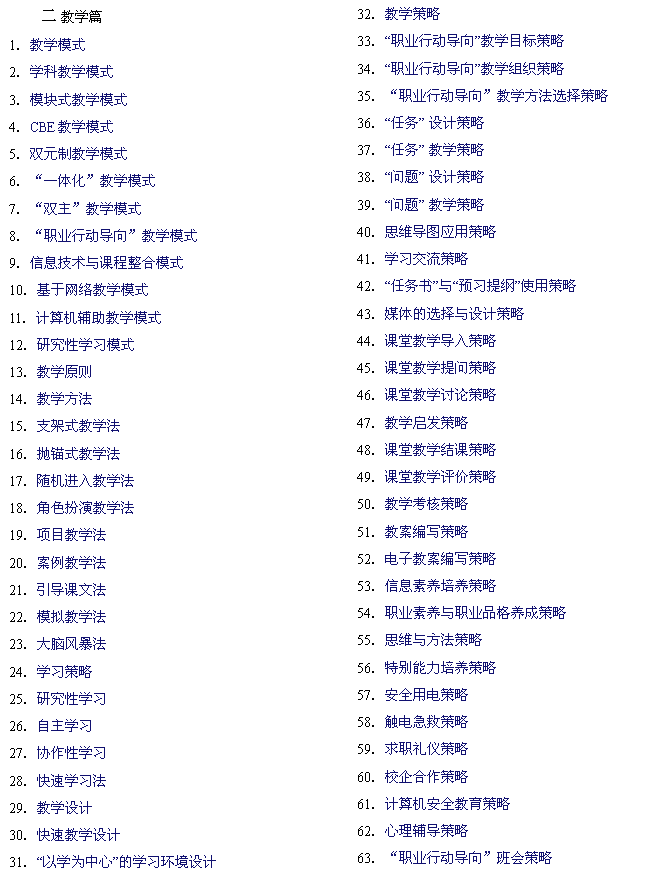 二 教学篇
1. 教学模式
2. 学科教学模式
3. 模块式教学模式
4. CBE 教学模式
5. 双元制教学模式
6. “一体化”教学模式
7. “双主”教学模式
8. “职业行动导向”教学模式
9. 信息技术与课程整合模式
10. 基于网络教学模式
11. 计算机辅助教学模式
12. 研究性学习模式
13. 教学原则
14. 教学方法
15. 支架式教学法
16. 抛锚式教学法
17. 随机进入教学法
18. 角色扮演教学法
19. 项目教学法
20. 案例教学法
21. 引导课文法
22. 模拟教学法
23. 大脑风暴法
24. 学习策略
25. 研究性学习
26. 自主学习
27. 协作性学习
28. 快速学习法
29. 教学设计
30. 快速教学设计
31. “以学为中心”的学习环境设计
32. 教学策略
33. “职业行动导向”教学目标策略
34. “职业行动导向”教学组织策略
35. “职业行动导向”教学方法选择策略
36. “任务” 设计策略
37. “任务” 教学策略
38. “问题” 设计策略
39. “问题” 教学策略
40. 思维导图应用策略
41. 学习交流策略
42. “任务书”与“预习提纲”使用策略
43. 媒体的选择与设计策略
44. 课堂教学导入策略
45. 课堂教学提问策略
46. 课堂教学讨论策略
47. 教学启发策略
48. 课堂教学结课策略
49. 课堂教学评价策略
50. 教学考核策略
51. 教案编写策略
52. 电子教案编写策略
53. 信息素养培养策略
54. 职业素养与职业品格养成策略
55. 思维与方法策略
56. 特别能力培养策略
57. 安全用电策略
58. 触电急救策略
59. 求职礼仪策略
60. 校企合作策略
61. 计算机安全教育策略
62. 心理辅导策略
63. “职业行动导向”班会策略